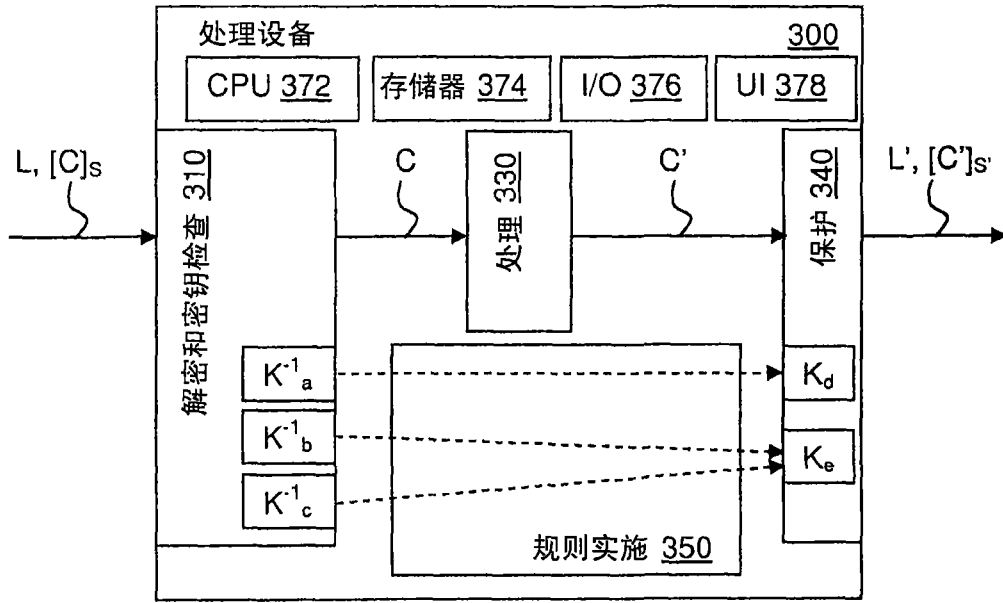 处理设备 300
CPU 372
存储器 374
I/O 376
UI 378
L, [C]S
解密和密钥检查 310
C
处理 330
C'
保护 340
L', [C']S'
K-1a
K-1b
K-1c
Kd
Ke
规则实施 350